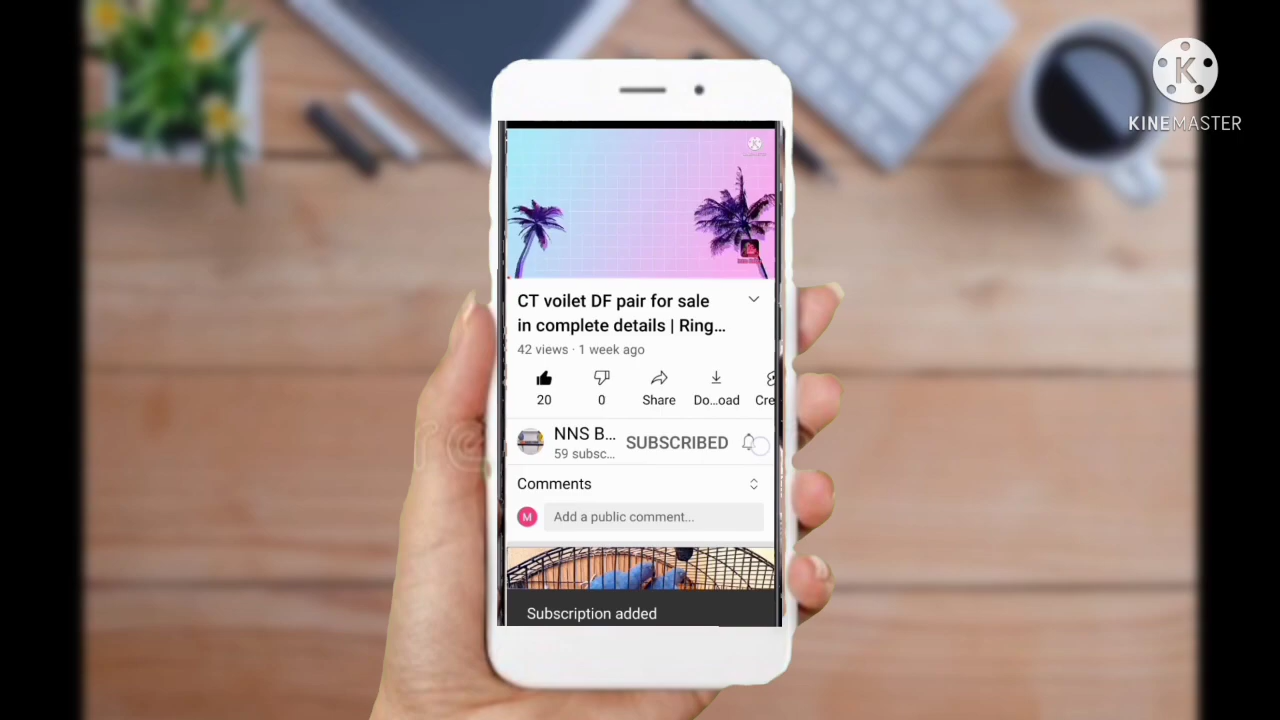 KINEMASTER
CT voilet DF pair for sale
in complete details | Ring...
42 views · 1 week ago
20
0
Share
Do...oad
Cre
NNS B...
SUBSCRIBED
59 subsc...
Comments
M
Add a public comment...
Subscription added